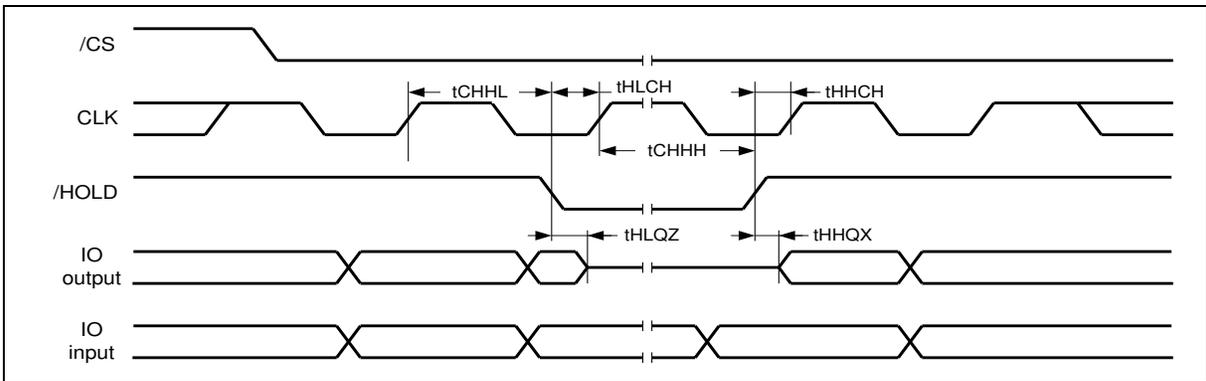 /CS
tCHHL
tHLCH
tHHCH
CLK
tCHHH
/HOLD
tHLQZ
tHHQX
IO
output
IO
input